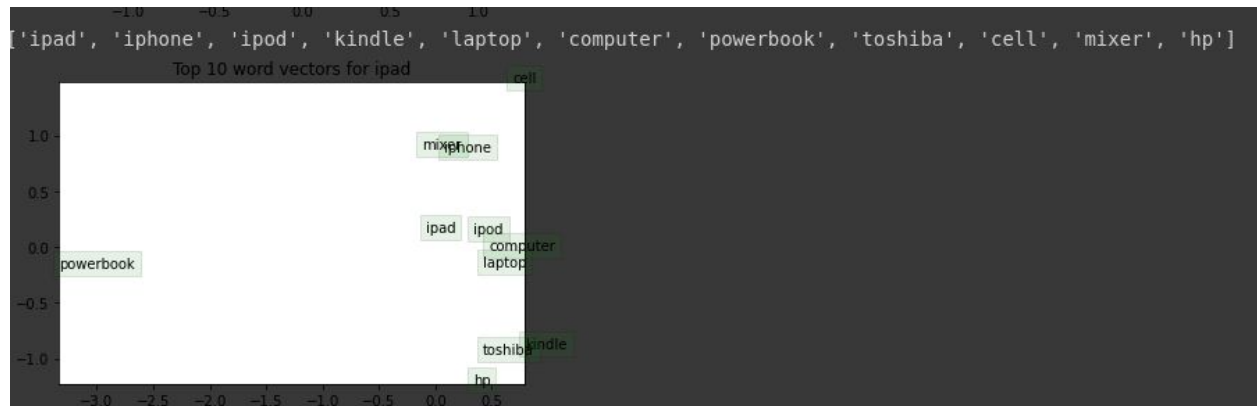 −1.0 −0.5 0.0 0.5 1.0
['ipad', 'iphone', 'ipod', 'kindle', 'laptop', 'computer', 'powerbook', 'toshiba', 'cell', 'mixer', 'hp']
Top 10 word vectors for ipad
cell
1.0
mixer iphone
0.5
ipad ipod
0.0 computer
powerbook laptop
−0.5
−1.0 toshiba kindle
hp
−3.0 −2.5 −2.0 −1.5 −1.0 −0.5 0.0 0.5